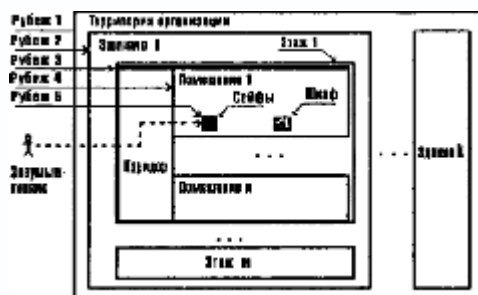 Рубеж 1
Территория организации
Рубеж 2
Здание 1
Этаж 1
Рубеж 3
Рубеж 4
Помещение 1
Рубеж 5
Сейфы
Шкаф
Злоумыш-
ленник
Коридор
. . .
Помещение n
. . .
Здание k
. . .
Этаж m